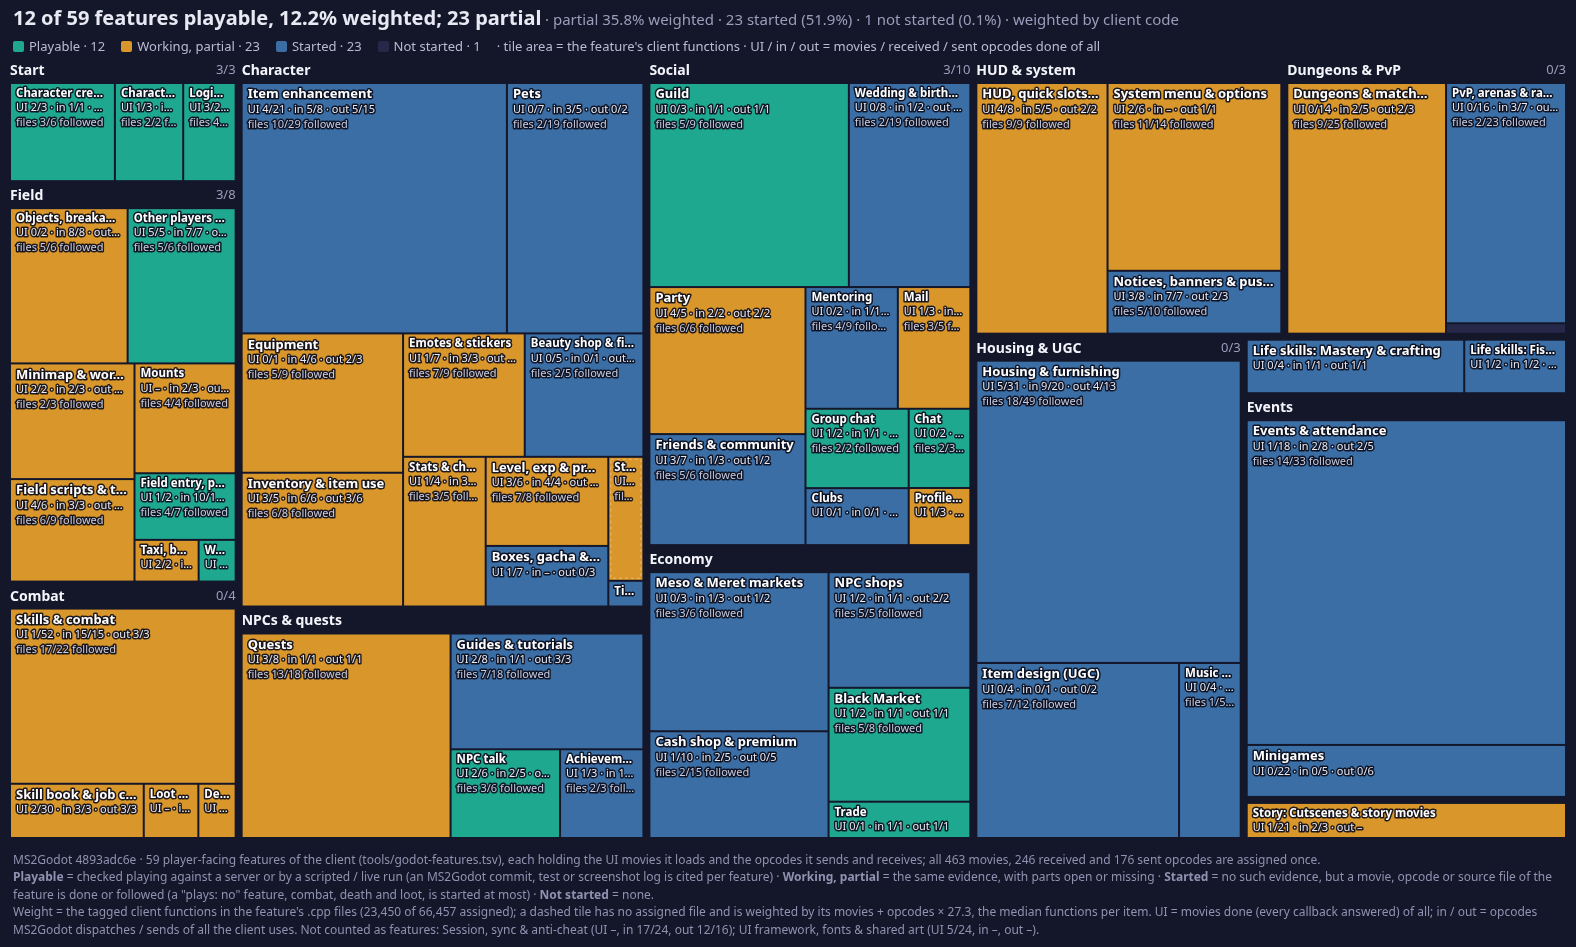 12 of 59 features playable, 12.2% weighted; 23 partial · partial 35.8% weighted · 23 started (51.9%) · 1 not started (0.1%) · weighted by client code
Playable · 12 Working, partial · 23 Started · 23 Not started · 1 · tile area = the feature's client functions · UI / in / out = movies / received / sent opcodes done of all
Start 3/3
Character cre...
UI 2/3 · in 1/1 · ...
files 3/6 followed
Charact...
UI 1/3 · i...
files 2/2 f...
Logi...
UI 3/2...
files 4...
Field 3/8
Objects, breaka...
UI 0/2 · in 8/8 · out...
files 5/6 followed
Other players ...
UI 5/5 · in 7/7 · o...
files 5/6 followed
Minimap & wor...
UI 2/2 · in 2/3 · out ...
files 2/3 followed
Mounts
UI – · in 2/3 · ou...
files 4/4 followed
Field scripts & t...
UI 4/6 · in 3/3 · out ...
files 6/9 followed
Field entry, p...
UI 1/2 · in 10/1...
files 4/7 followed
Taxi, b...
UI 2/2 · i...
W...
UI ...
Combat 0/4
Skills & combat
UI 1/52 · in 15/15 · out 3/3
files 17/22 followed
Skill book & job c...
UI 2/30 · in 3/3 · out 3/3
Loot ...
UI – · i...
De...
UI ...
Character
Item enhancement
UI 4/21 · in 5/8 · out 5/15
files 10/29 followed
Pets
UI 0/7 · in 3/5 · out 0/2
files 2/19 followed
Equipment
UI 0/1 · in 4/6 · out 2/3
files 5/9 followed
Emotes & stickers
UI 1/7 · in 3/3 · out ...
files 7/9 followed
Beauty shop & fi...
UI 0/5 · in 0/1 · out...
files 2/5 followed
Inventory & item use
UI 3/5 · in 6/6 · out 3/6
files 6/8 followed
Stats & ch...
UI 1/4 · in 3...
files 3/5 foll...
Level, exp & pr...
UI 3/6 · in 4/4 · out ...
files 7/8 followed
St...
UI...
fil...
Boxes, gacha &...
UI 1/7 · in – · out 0/3
Ti...
NPCs & quests
Quests
UI 3/8 · in 1/1 · out 1/1
files 13/18 followed
Guides & tutorials
UI 2/8 · in 1/1 · out 3/3
files 7/18 followed
NPC talk
UI 2/6 · in 2/5 · o...
files 3/6 followed
Achievem...
UI 1/3 · in 1...
files 2/3 foll...
Social 3/10
Guild
UI 0/3 · in 1/1 · out 1/1
files 5/9 followed
Wedding & birth...
UI 0/8 · in 1/2 · out ...
files 2/19 followed
Party
UI 4/5 · in 2/2 · out 2/2
files 6/6 followed
Mentoring
UI 0/2 · in 1/1...
files 4/9 follo...
Mail
UI 1/3 · in...
files 3/5 f...
Friends & community
UI 3/7 · in 1/3 · out 1/2
files 5/6 followed
Group chat
UI 1/2 · in 1/1 · ...
files 2/2 followed
Chat
UI 0/2 · ...
files 2/3...
Clubs
UI 0/1 · in 0/1 · ...
Profile...
UI 1/3 · ...
Economy
Meso & Meret markets
UI 0/3 · in 1/3 · out 1/2
files 3/6 followed
NPC shops
UI 1/2 · in 1/1 · out 2/2
files 5/5 followed
Black Market
UI 1/2 · in 1/1 · out 1/1
files 5/8 followed
Cash shop & premium
UI 1/10 · in 2/5 · out 0/5
files 2/15 followed
Trade
UI 0/1 · in 1/1 · out 1/1
HUD & system
HUD, quick slots...
UI 4/8 · in 5/5 · out 2/2
files 9/9 followed
System menu & options
UI 2/6 · in – · out 1/1
files 11/14 followed
Notices, banners & pus...
UI 3/8 · in 7/7 · out 2/3
files 5/10 followed
Dungeons & PvP 0/3
Dungeons & match...
UI 0/14 · in 2/5 · out 2/3
files 9/25 followed
PvP, arenas & ra...
UI 0/16 · in 3/7 · ou...
files 2/23 followed
Housing & UGC 0/3
Housing & furnishing
UI 5/31 · in 9/20 · out 4/13
files 18/49 followed
Item design (UGC)
UI 0/4 · in 0/1 · out 0/2
files 7/12 followed
Music ...
UI 0/4 · ...
files 1/5...
Life skills: Mastery & crafting
UI 0/4 · in 1/1 · out 1/1
Life skills: Fis...
UI 1/2 · in 1/2 · ...
Events
Events & attendance
UI 1/18 · in 2/8 · out 2/5
files 14/33 followed
Minigames
UI 0/22 · in 0/5 · out 0/6
Story: Cutscenes & story movies
UI 1/21 · in 2/3 · out –
MS2Godot 4893adc6e · 59 player-facing features of the client (tools/godot-features.tsv), each holding the UI movies it loads and the opcodes it sends and receives; all 463 movies, 246 received and 176 sent opcodes are assigned once.
Playable = checked playing against a server or by a scripted / live run (an MS2Godot commit, test or screenshot log is cited per feature) · Working, partial = the same evidence, with parts open or missing · Started = no such evidence, but a movie, opcode or source file of the
feature is done or followed (a "plays: no" feature, combat, death and loot, is started at most) · Not started = none.
Weight = the tagged client functions in the feature's .cpp files (23,450 of 66,457 assigned); a dashed tile has no assigned file and is weighted by its movies + opcodes × 27.3, the median functions per item. UI = movies done (every callback answered) of all; in / out = opcodes
MS2Godot dispatches / sends of all the client uses. Not counted as features: Session, sync & anti-cheat (UI –, in 17/24, out 12/16); UI framework, fonts & shared art (UI 5/24, in –, out –).